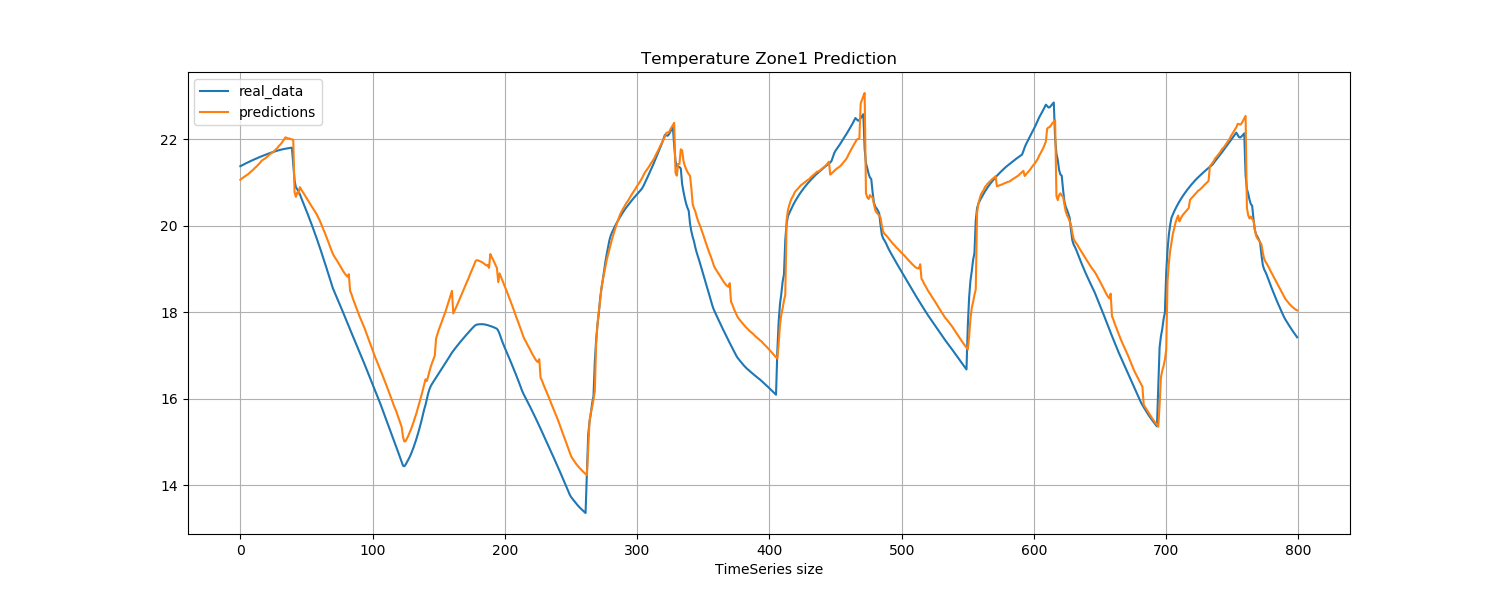 Temperature Zone1 Prediction
real_data
predictions
22
20
18
16
14
0 100 200 300 400 500 600 700 800
TimeSeries size